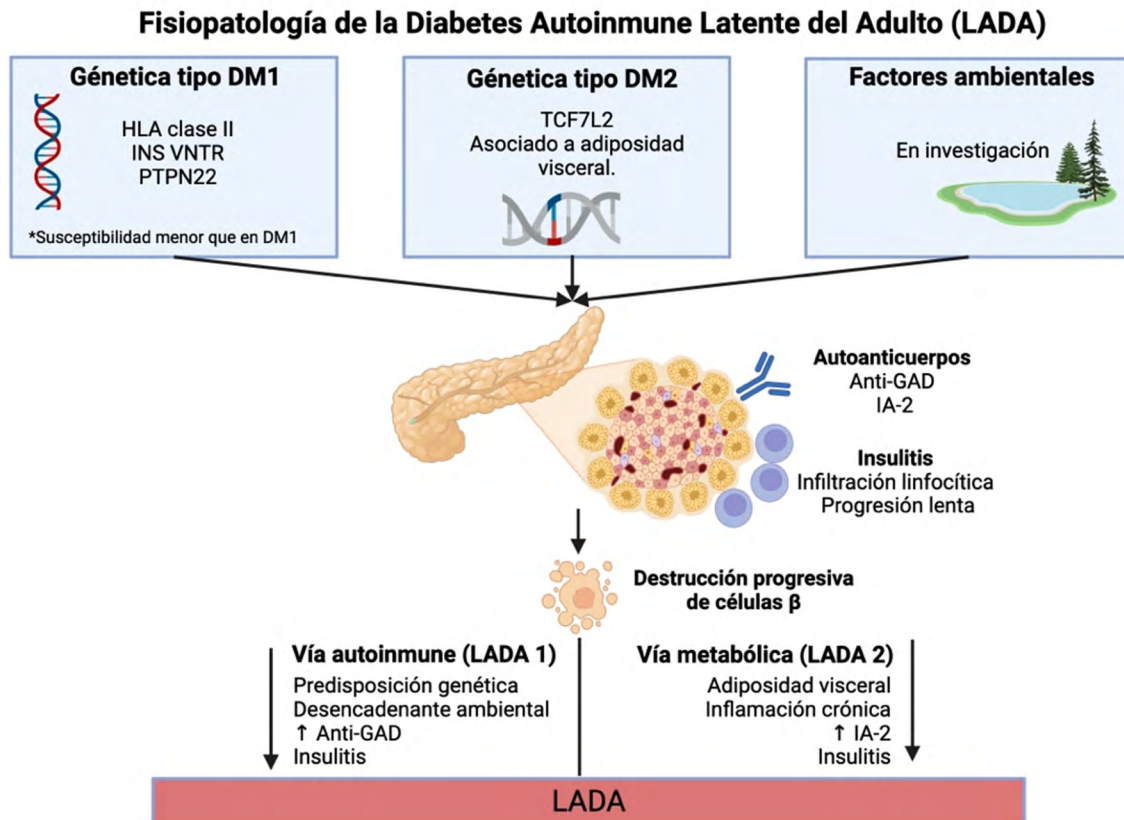 Fisiopatología de la Diabetes Autoinmune Latente del Adulto (LADA)
Génetica tipo DM1
HLA clase II
INS VNTR
PTPN22
*Susceptibilidad menor que en DM1
Génetica tipo DM2
TCF7L2
Asociado a adiposidad
visceral.
Factores ambientales
En investigación
Autoanticuerpos
Anti-GAD
IA-2
Insulitis
Infiltración linfocítica
Progresión lenta
Destrucción progresiva
de células β
Vía autoinmune (LADA 1)
Predisposición genética
Desencadenante ambiental
↑ Anti-GAD
Insulitis
Vía metabólica (LADA 2)
Adiposidad visceral
Inflamación crónica
↑ IA-2
Insulitis
LADA